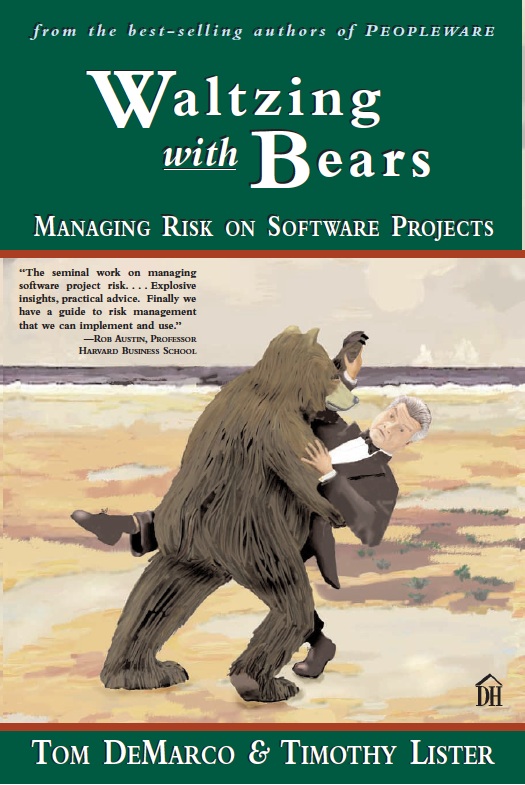 from the best-selling authors of PEOPLEWARE
Waltzing
with Bears
MANAGING RISK ON SOFTWARE PROJECTS
“The seminal work on managing
software project risk. . . . Explosive
insights, practical advice. Finally we
have a guide to risk management
that we can implement and use.”
—ROB AUSTIN, PROFESSOR
HARVARD BUSINESS SCHOOL
DH
TOM DEMARCO & TIMOTHY LISTER